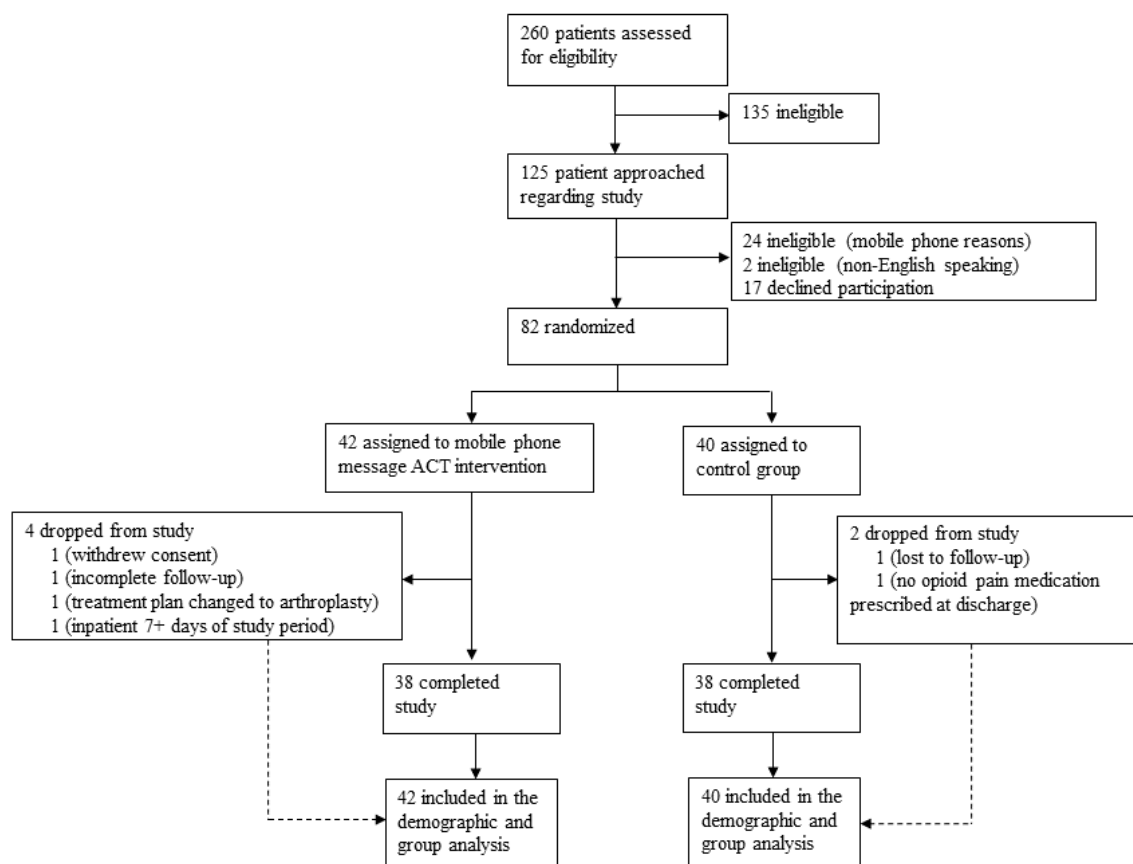 260 patients assessed
for eligibility
135 ineligible
125 patient approached
regarding study
24 ineligible (mobile phone reasons)
2 ineligible (non-English speaking)
17 declined participation
82 randomized
42 assigned to mobile phone
message ACT intervention
40 assigned to
control group
4 dropped from study
1 (withdrew consent)
1 (incomplete follow-up)
1 (treatment plan changed to arthroplasty)
1 (inpatient 7+ days of study period)
2 dropped from study
1 (lost to follow-up)
1 (no opioid pain medication
prescribed at discharge)
38 completed
study
38 completed
study
42 included in the
demographic and
group analysis
40 included in the
demographic and
group analysis